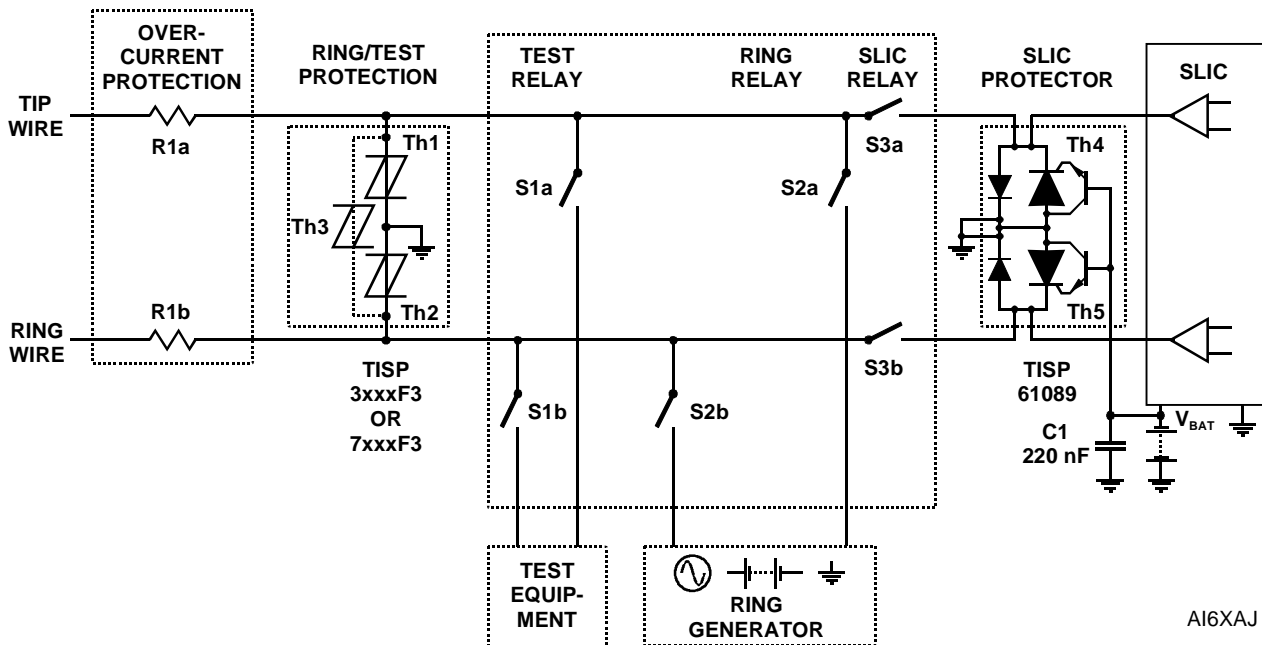 OVER-
CURRENT
PROTECTION
RING/TEST
PROTECTION
TEST
RELAY
RING
RELAY
SLIC
RELAY
SLIC
PROTECTOR
SLIC
TIP
WIRE
R1a
Th1
Th3
Th2
S1a
S2a
S3a
Th4
Th5
RING
WIRE
R1b
TISP
3xxxF3
OR
7xxxF3
S1b
S2b
S3b
TISP
61089
C1
220 nF
VBAT
TEST
EQUIP-
MENT
RING
GENERATOR
AI6XAJ